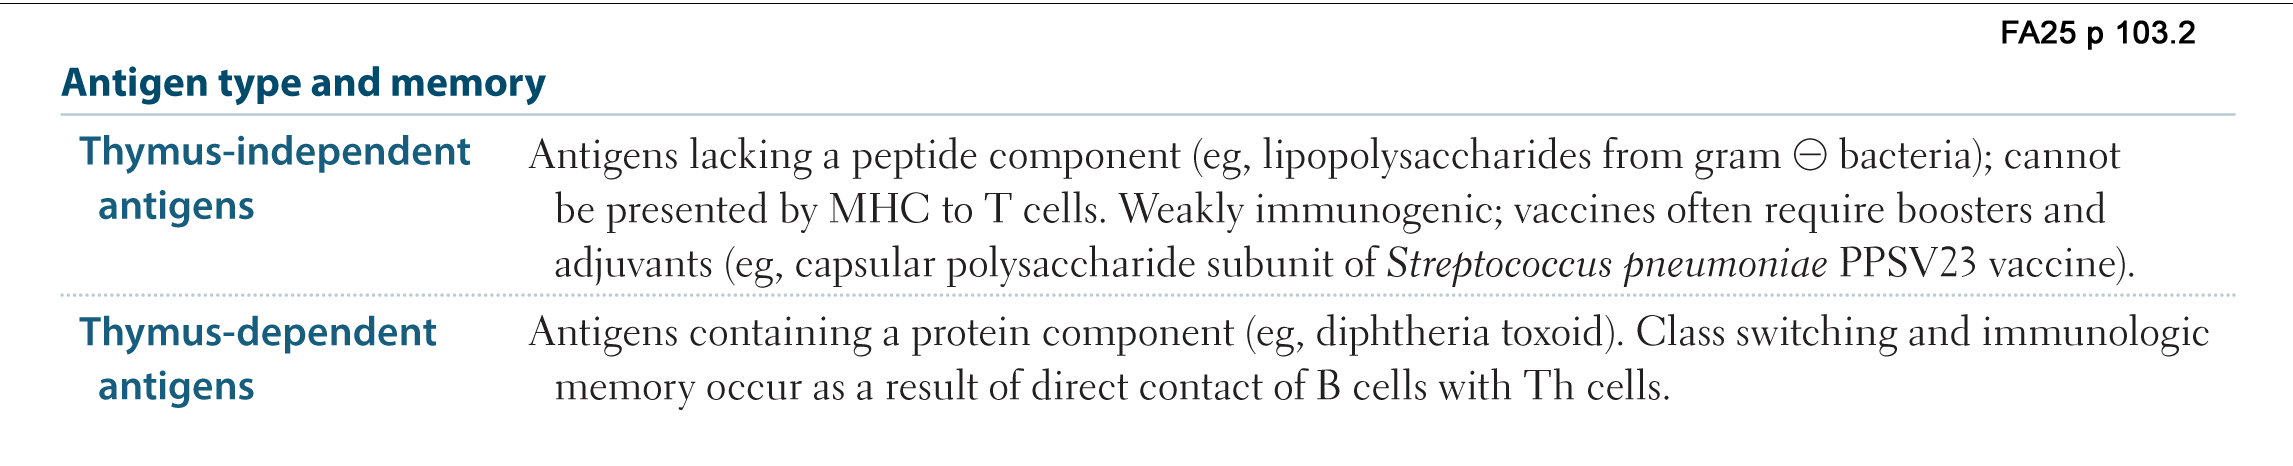 FA25 p 103.2
Antigen type and memory
Thymus-independent antigens
Antigens lacking a peptide component (eg, lipopolysaccharides from gram ⊖ bacteria); cannot
be presented by MHC to T cells. Weakly immunogenic; vaccines often require boosters and
adjuvants (eg, capsular polysaccharide subunit of Streptococcus pneumoniae PPSV23 vaccine).
Thymus-dependent antigens
Antigens containing a protein component (eg, diphtheria toxoid). Class switching and immunologic
memory occur as a result of direct contact of B cells with Th cells.